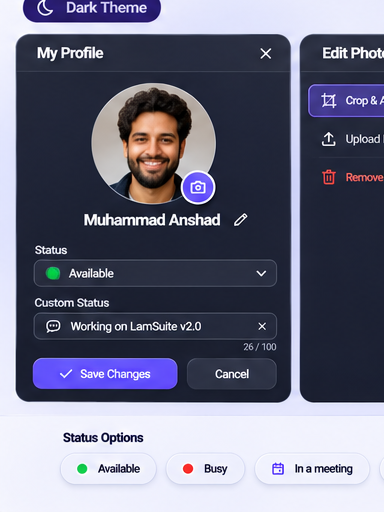 Dark Theme
My Profile
Muhammad Anshad
Status
Available
Custom Status
Working on LamSuite v2.0
26 / 100
Save Changes
Cancel
Edit
Crop &
Upload
Remove
Status Options
Available
Busy
In a meeting